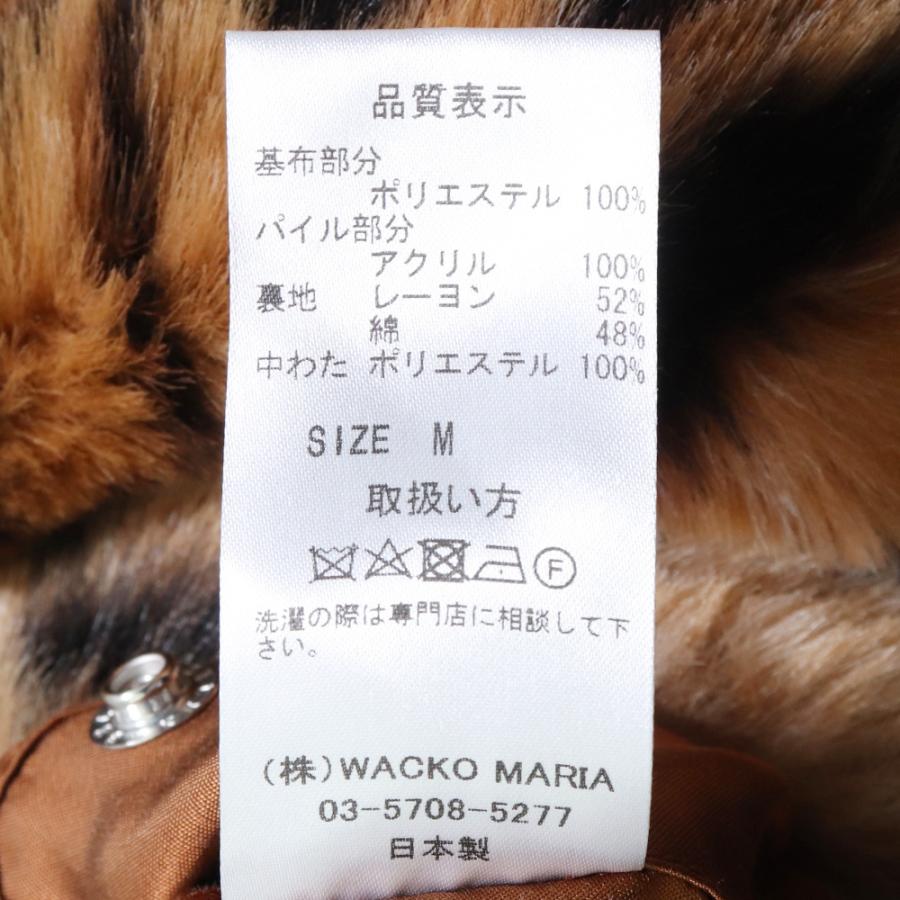 品質表示
基布部分
ポリエステル 100%
パイル部分
アクリル 100%
裏地 レーヨン 52%
綿 48%
中わた ポリエステル 100%
SIZE M
取扱い方
F
洗濯の際は専門店に相談して下
さい。
(株)WACKO MARIA
03-5708-5277
日本製